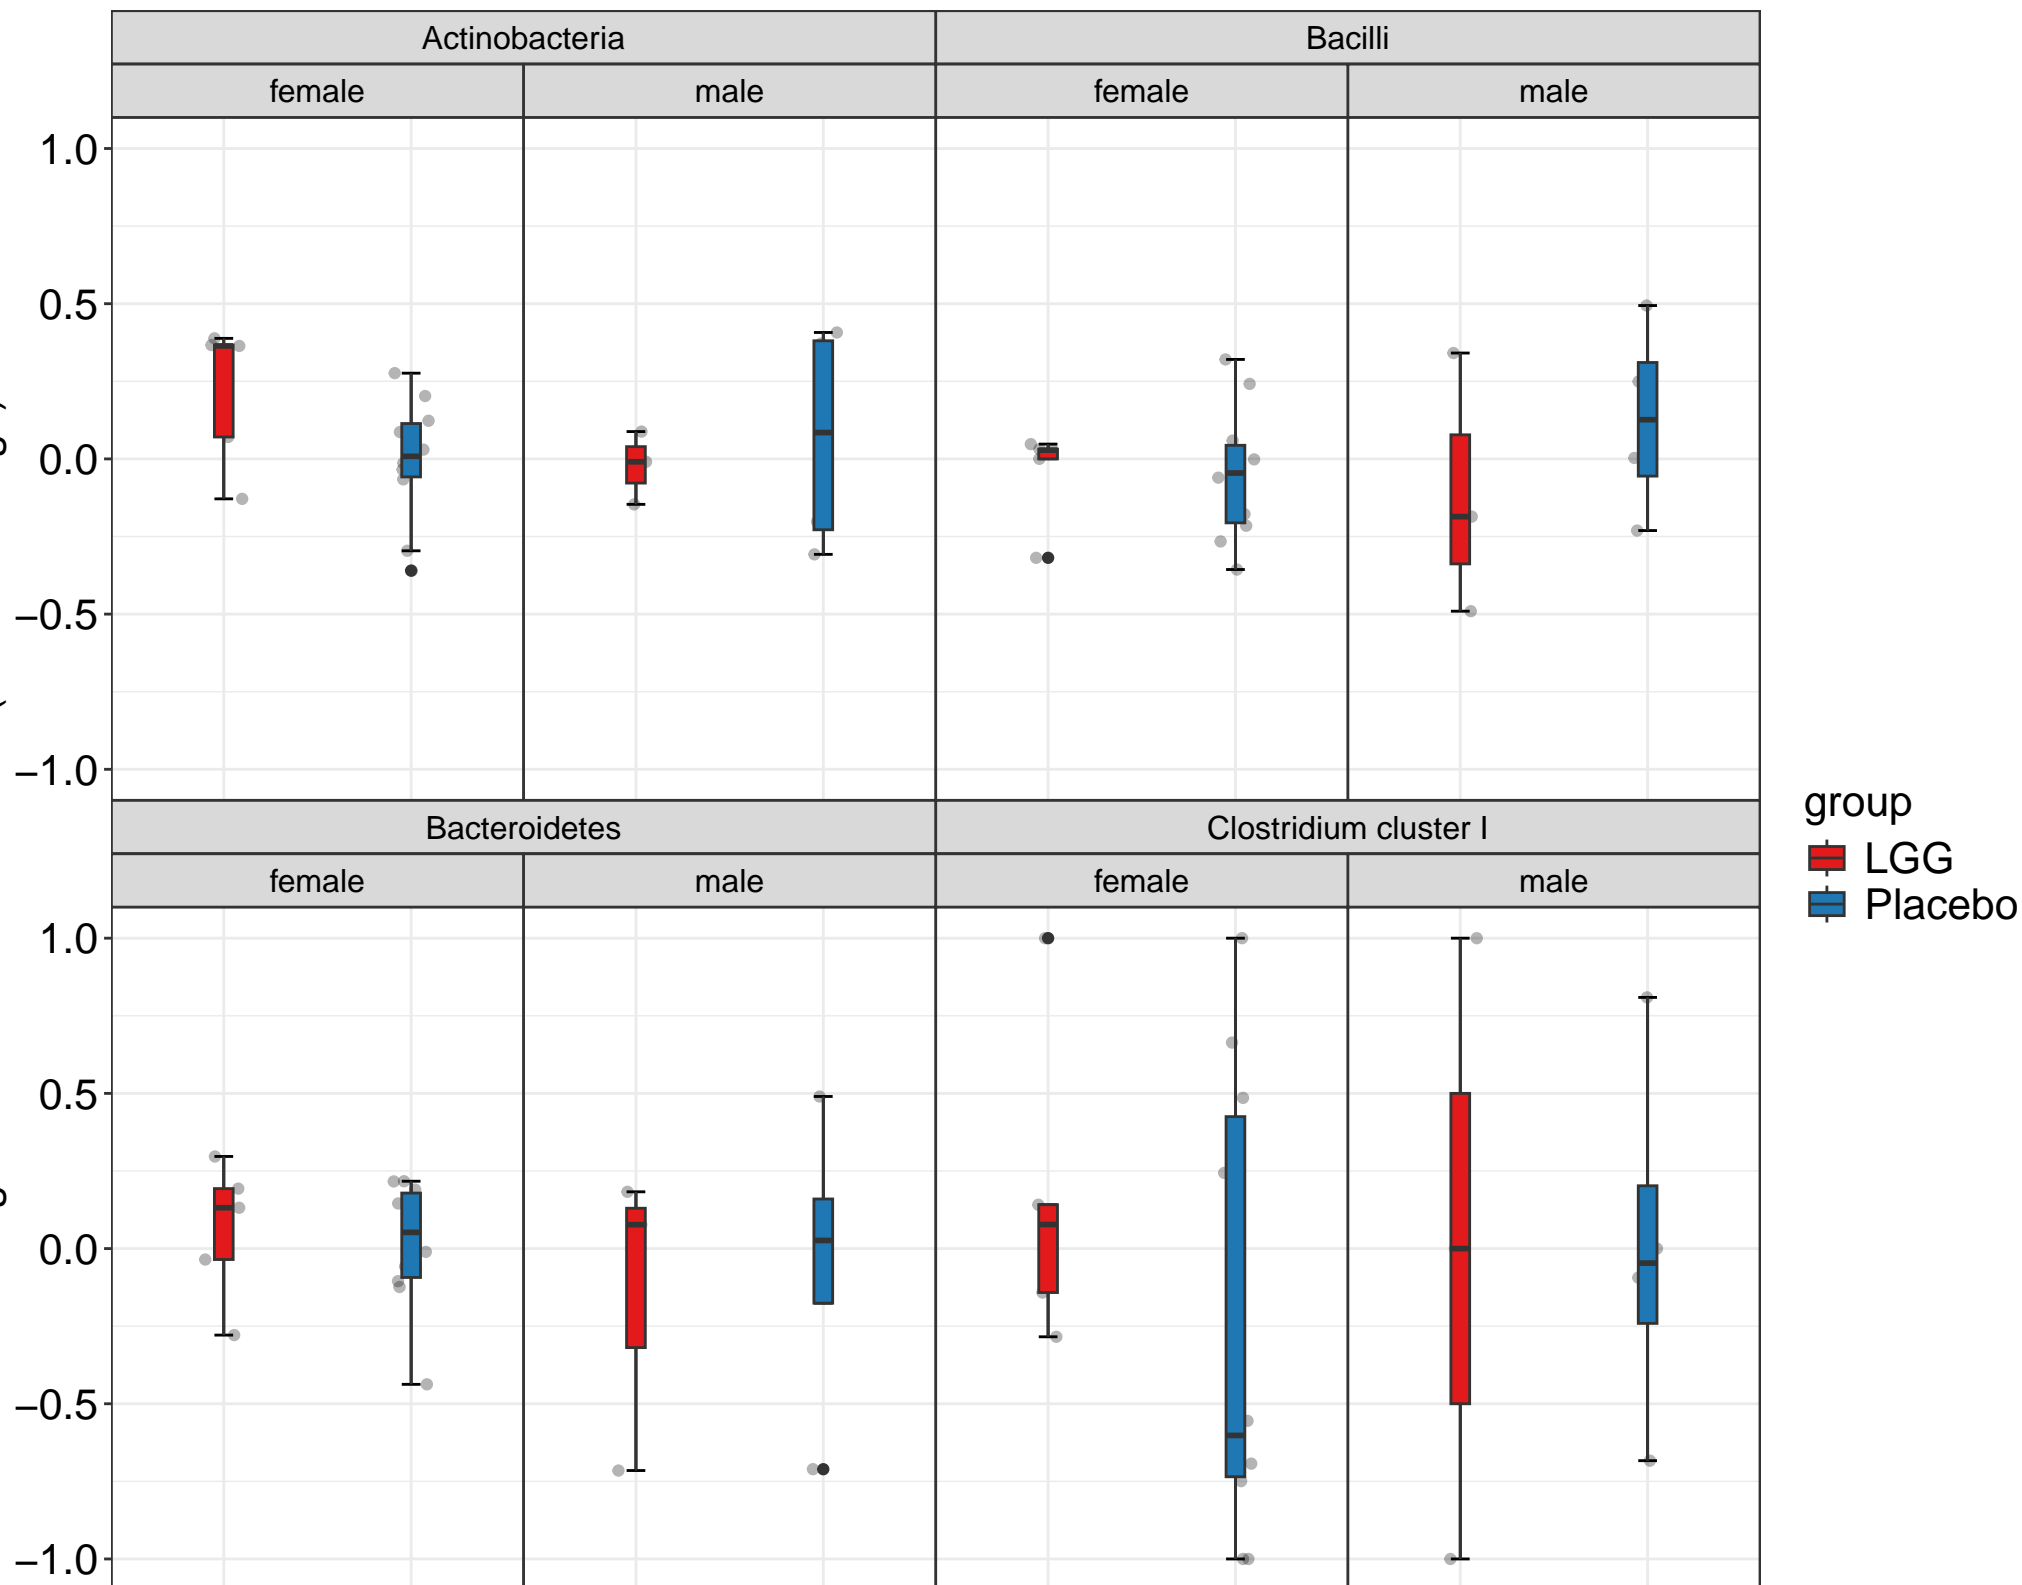 Actinobacteria
Bacilli
female
male
female
male
1.0
0.5
0.0
−0.5
−1.0
Bacteroidetes
Clostridium cluster I
female
male
female
male
1.0
0.5
0.0
−0.5
−1.0
group
LGG
Placebo